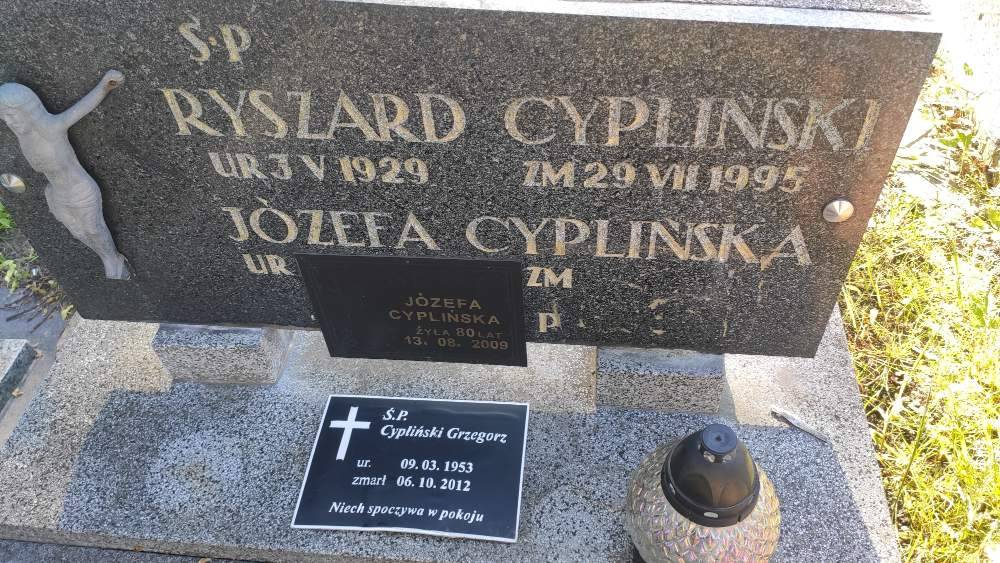 Ś.P
RYSZARD CYPLIŃSKI
UR 3 V 1929 ZM 29 VIII 1995
JÓZEFA CYPLIŃSKA
UR ZM
P
JÓZEFA
CYPLIŃSKA
ŻYŁA 80 LAT
13. 08. 2009
Ś.P.
Cypliński Grzegorz
ur. 09. 03. 1953
zmarł 06. 10. 2012
Niech spoczywa w pokoju